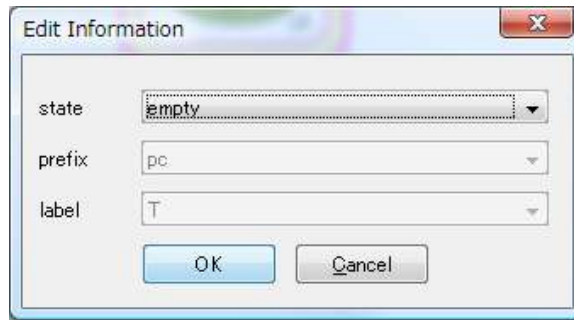 Edit Information
state empty
prefix pc
label T
OK Cancel